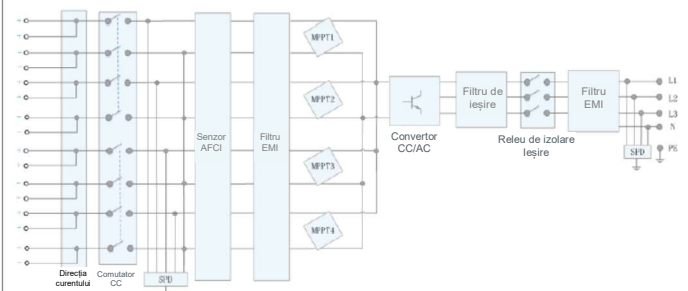 MPPT1
MPPT2
MPPT3
MPPT4
Senzor
AFCI
Filtru
EMI
Direcția
curentului
Comutator
CC
SPD
Convertor
CC/AC
Filtru de
ieșire
Releu de izolare
Ieșire
Filtru
EMI
L1
L2
L3
N
PE
SPD